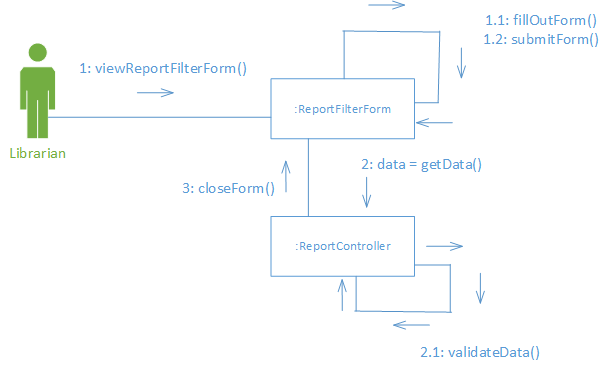 1.1: fillOutForm()
1.2: submitForm()
1: viewReportFilterForm()
:ReportFilterForm
Librarian
2: data = getData()
3: closeForm()
:ReportController
2.1: validateData()